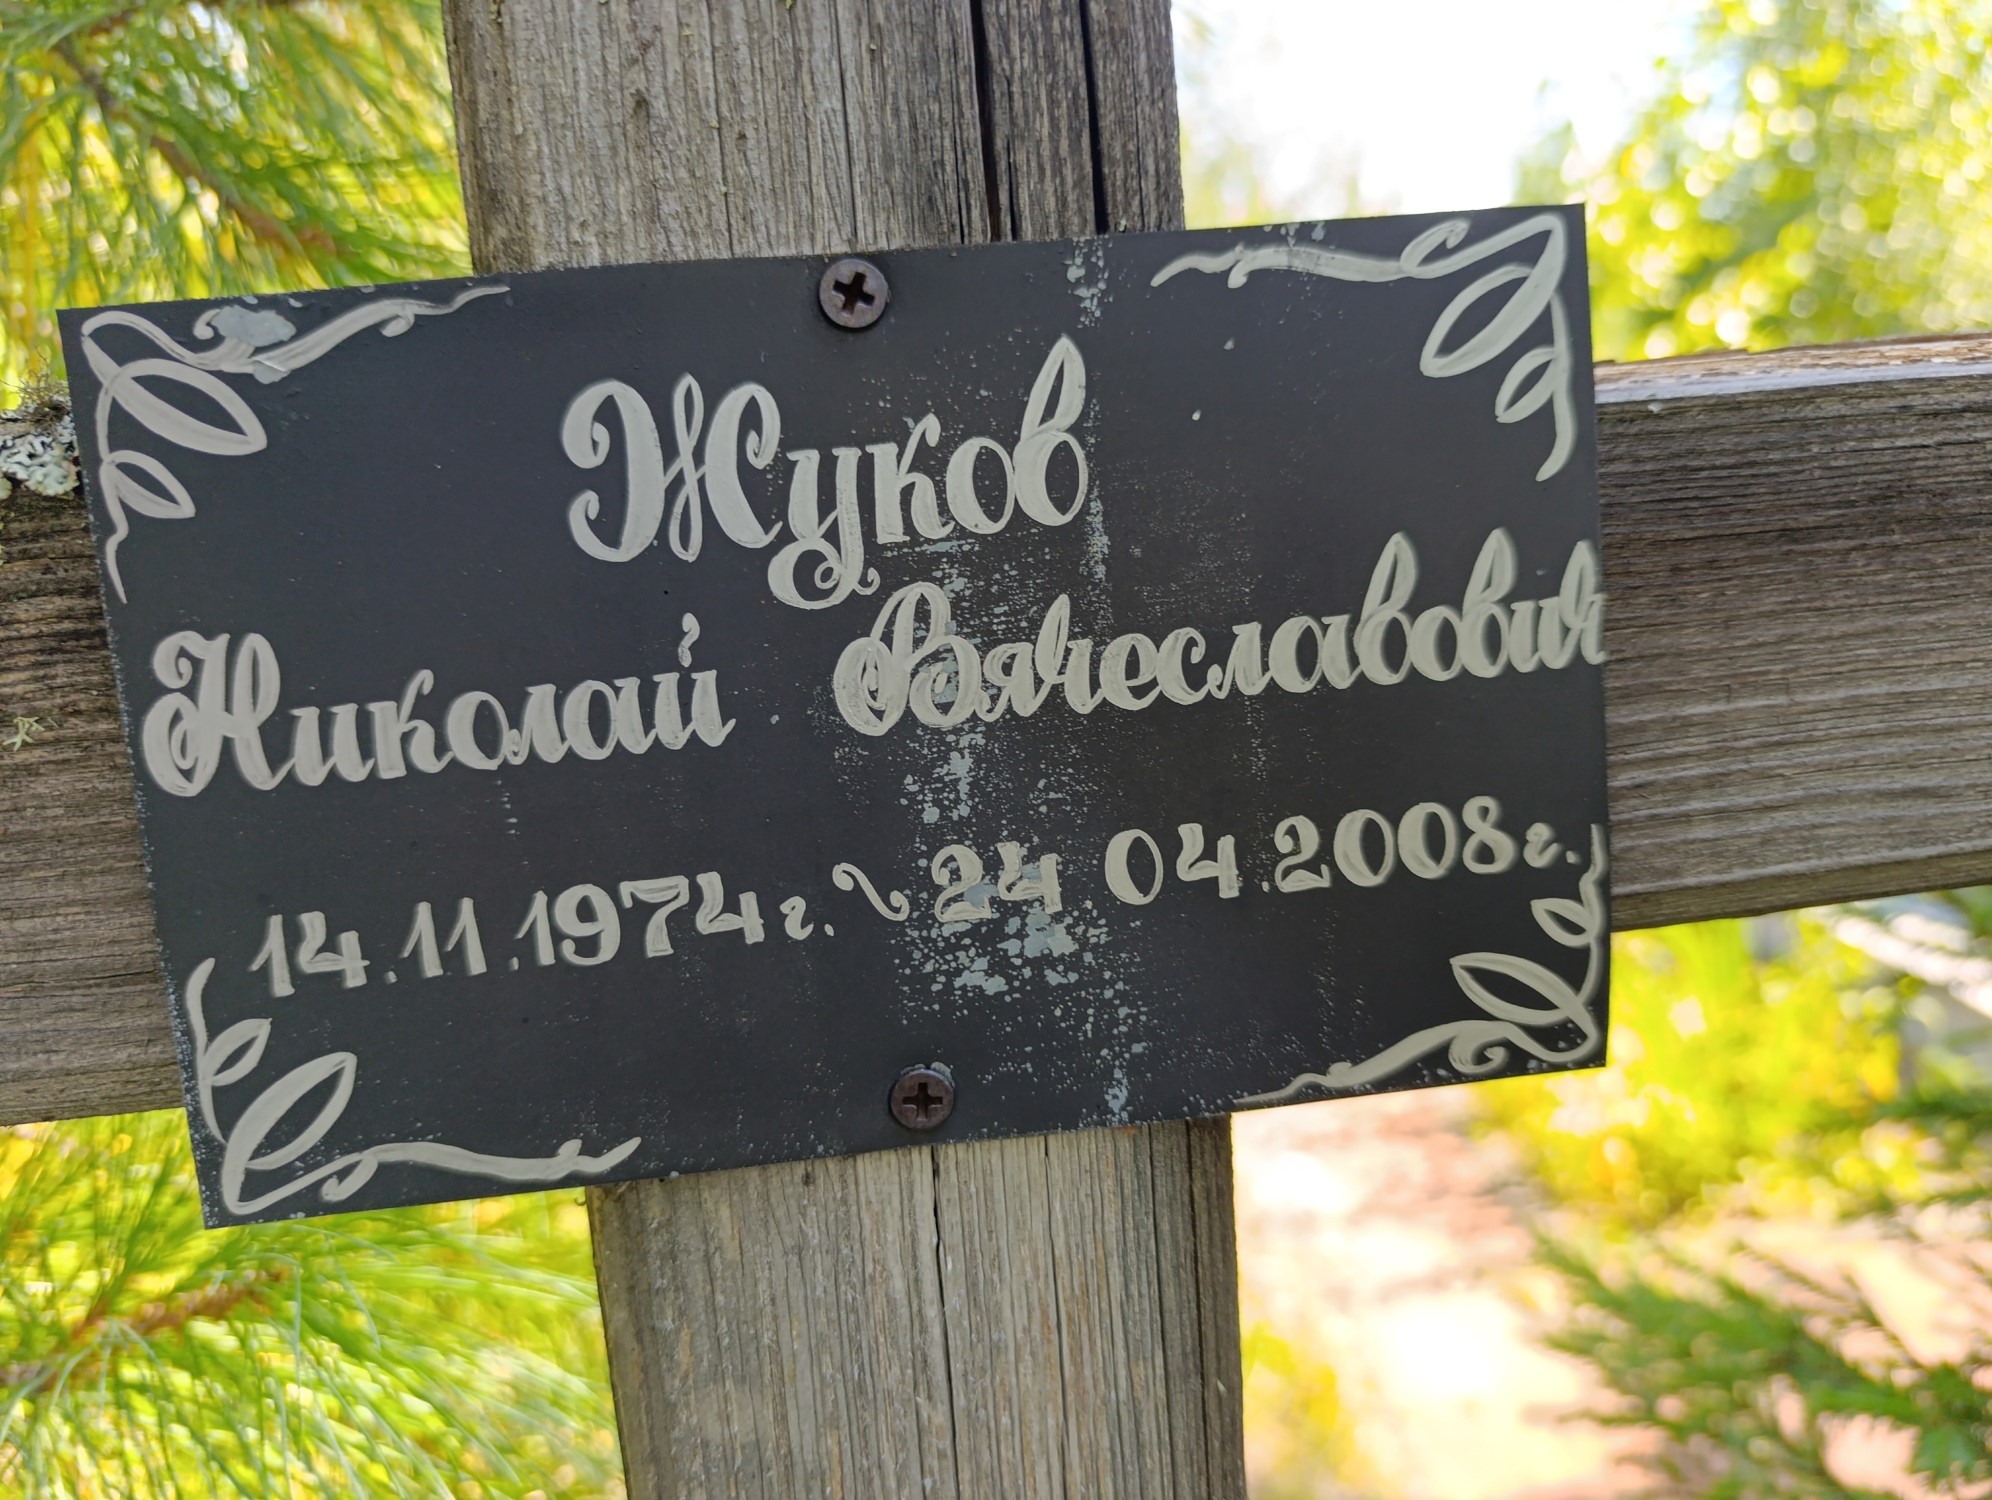 Жуков
Николай Вячеславович
14.11.1974г. ~ 24 04.2008г.